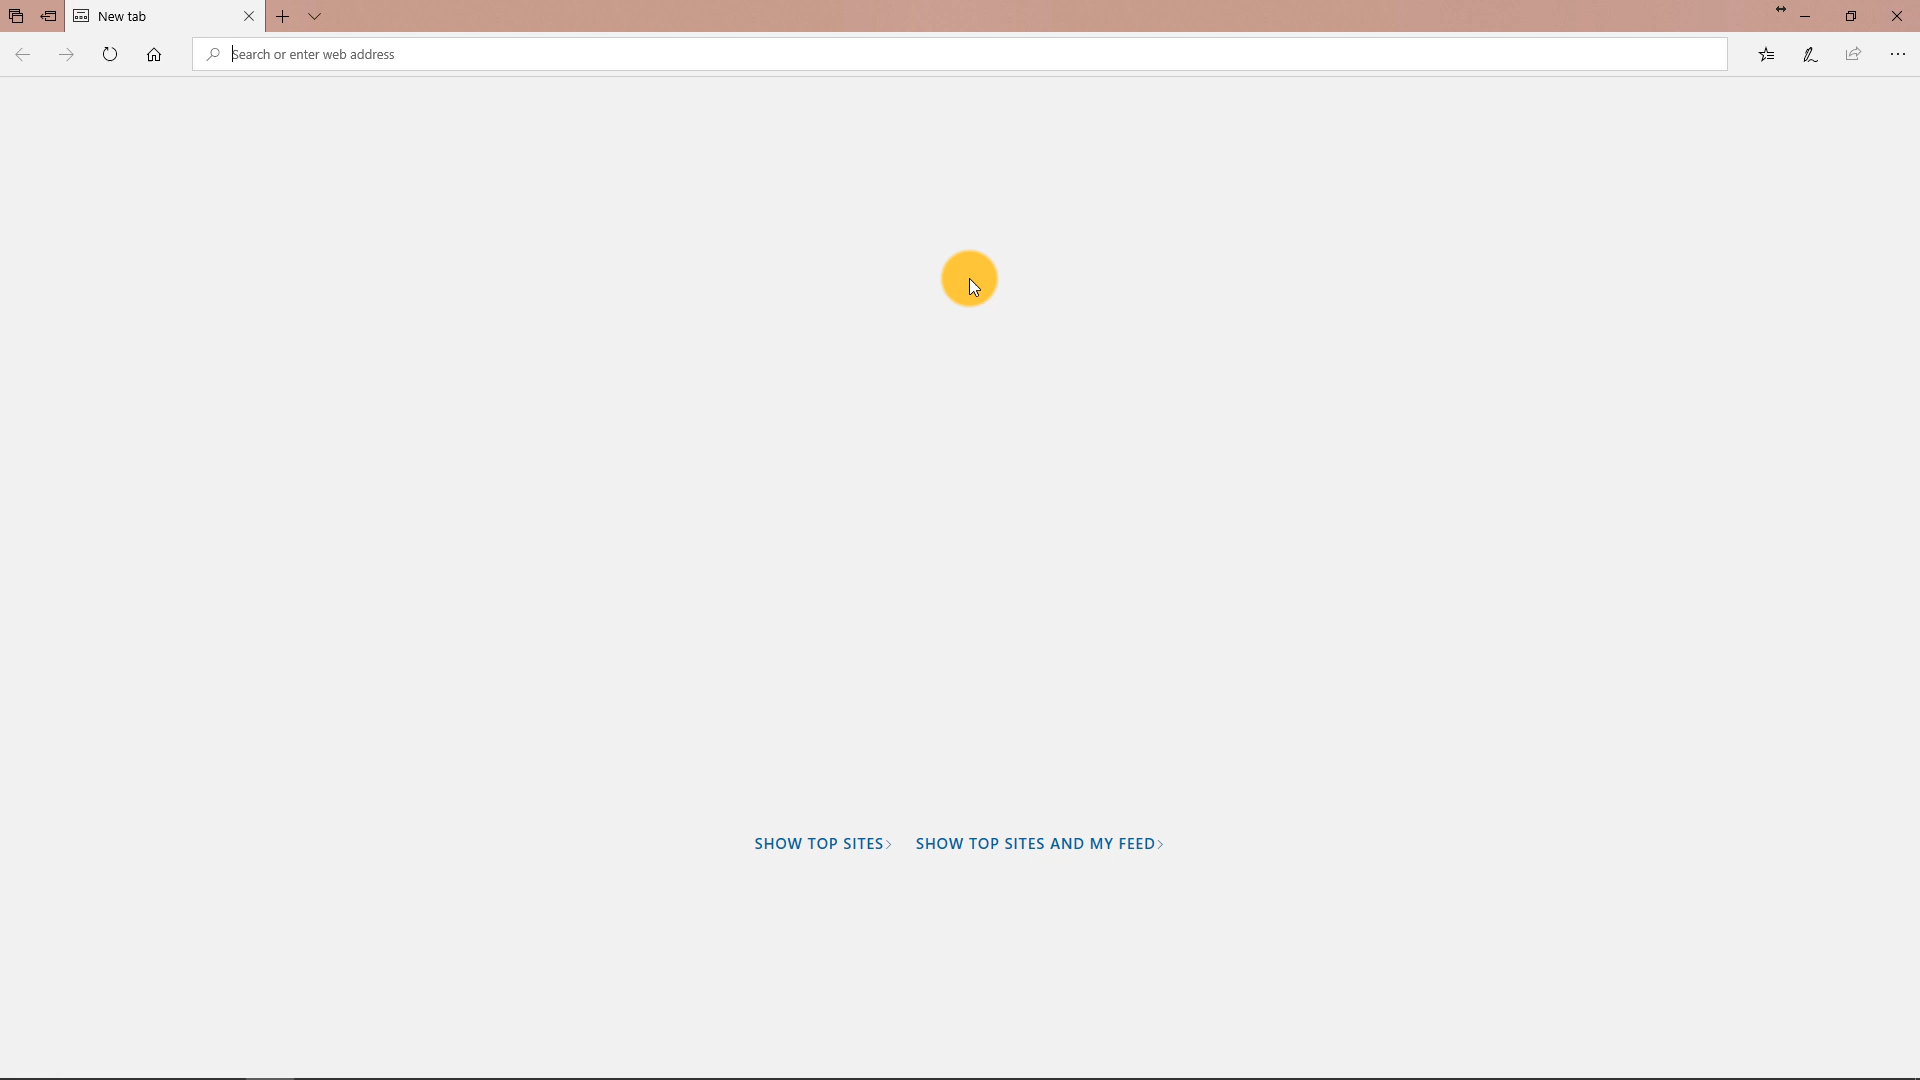 New tab
Search or enter web address
SHOW TOP SITES
SHOW TOP SITES AND MY FEED